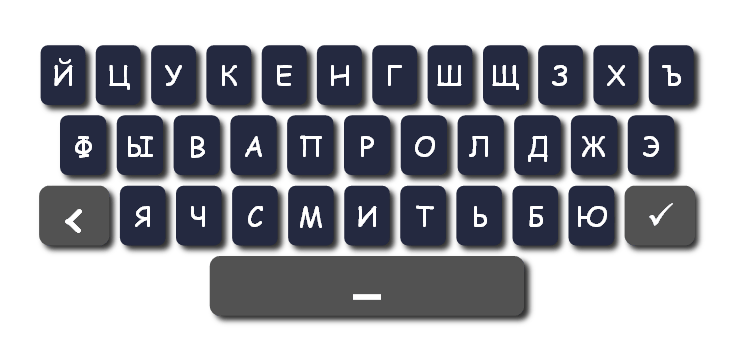 Й Ц У К Е Н Г Ш Щ З Х Ъ
Ф Ы В А П Р О Л Д Ж Э
< Я Ч С М И Т Ь Б Ю ✓
_